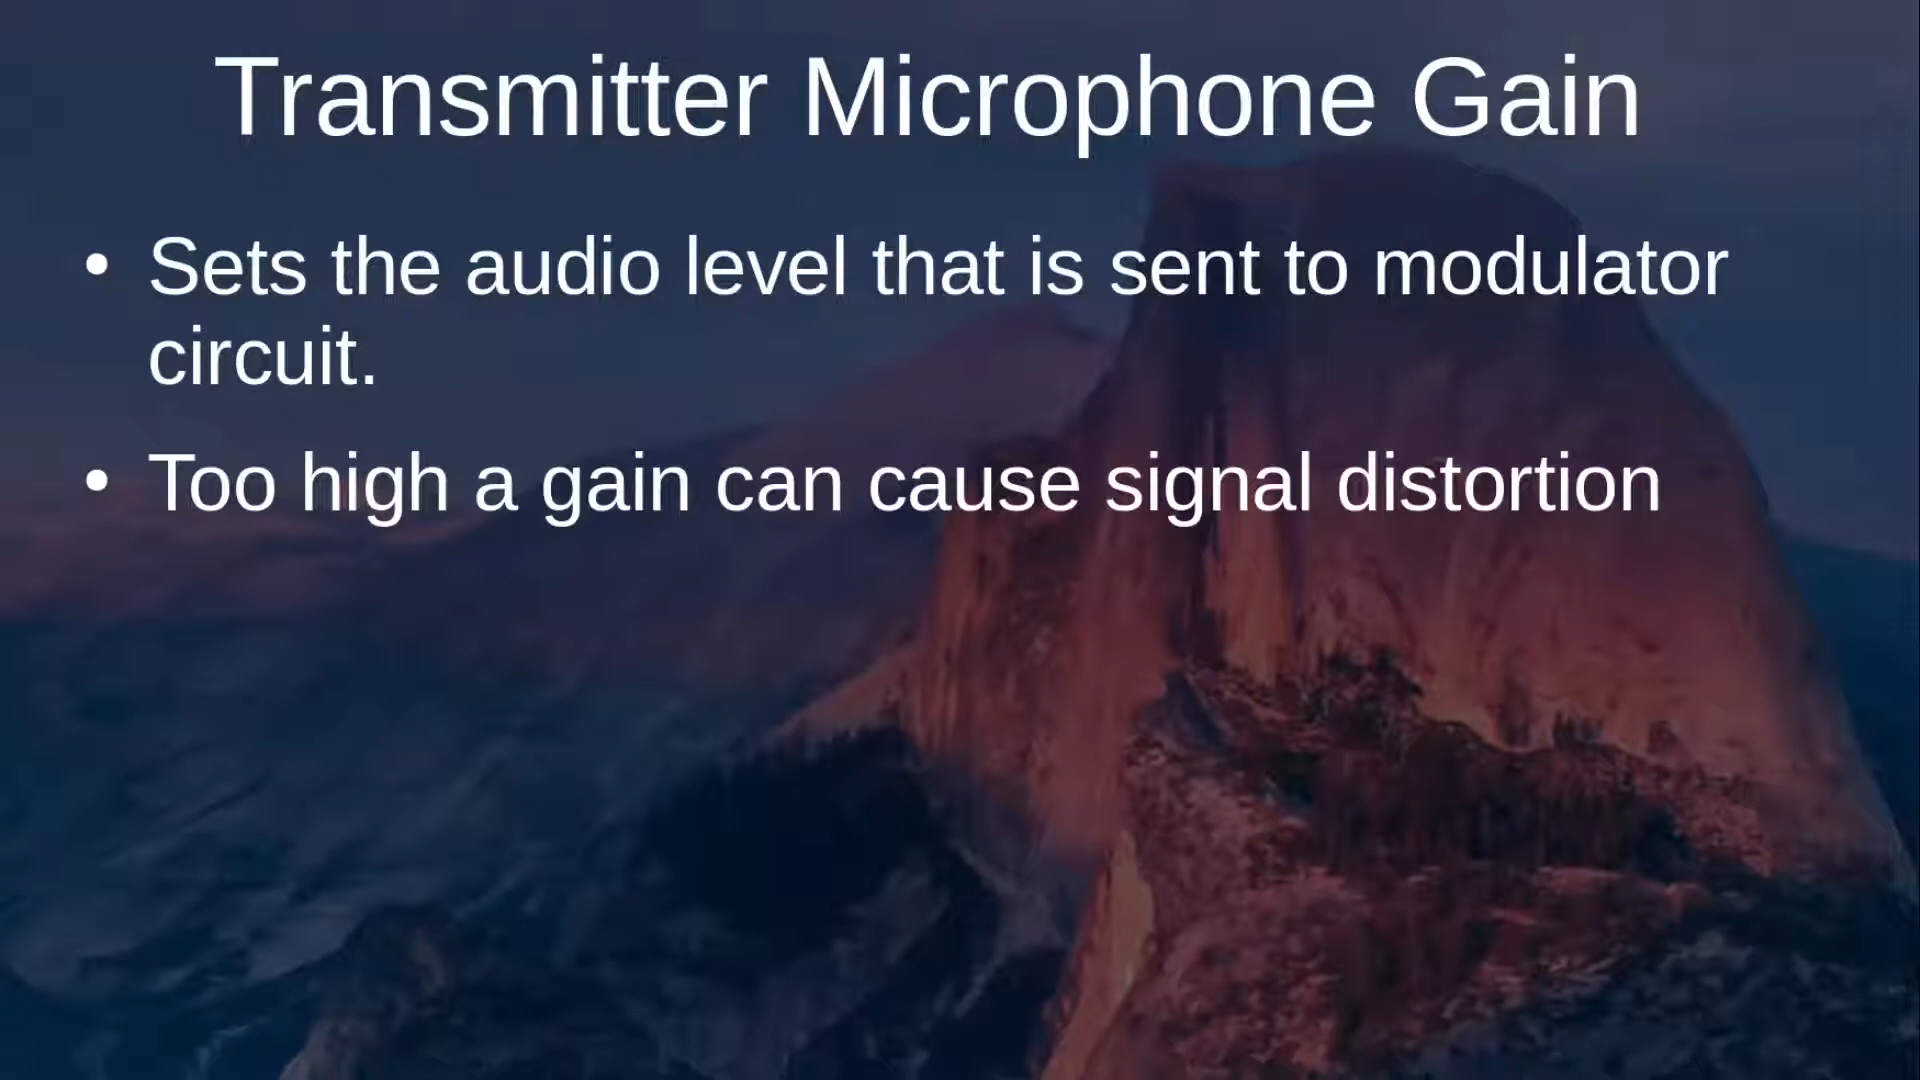 Transmitter Microphone Gain
• Sets the audio level that is sent to modulator
circuit.
• Too high a gain can cause signal distortion